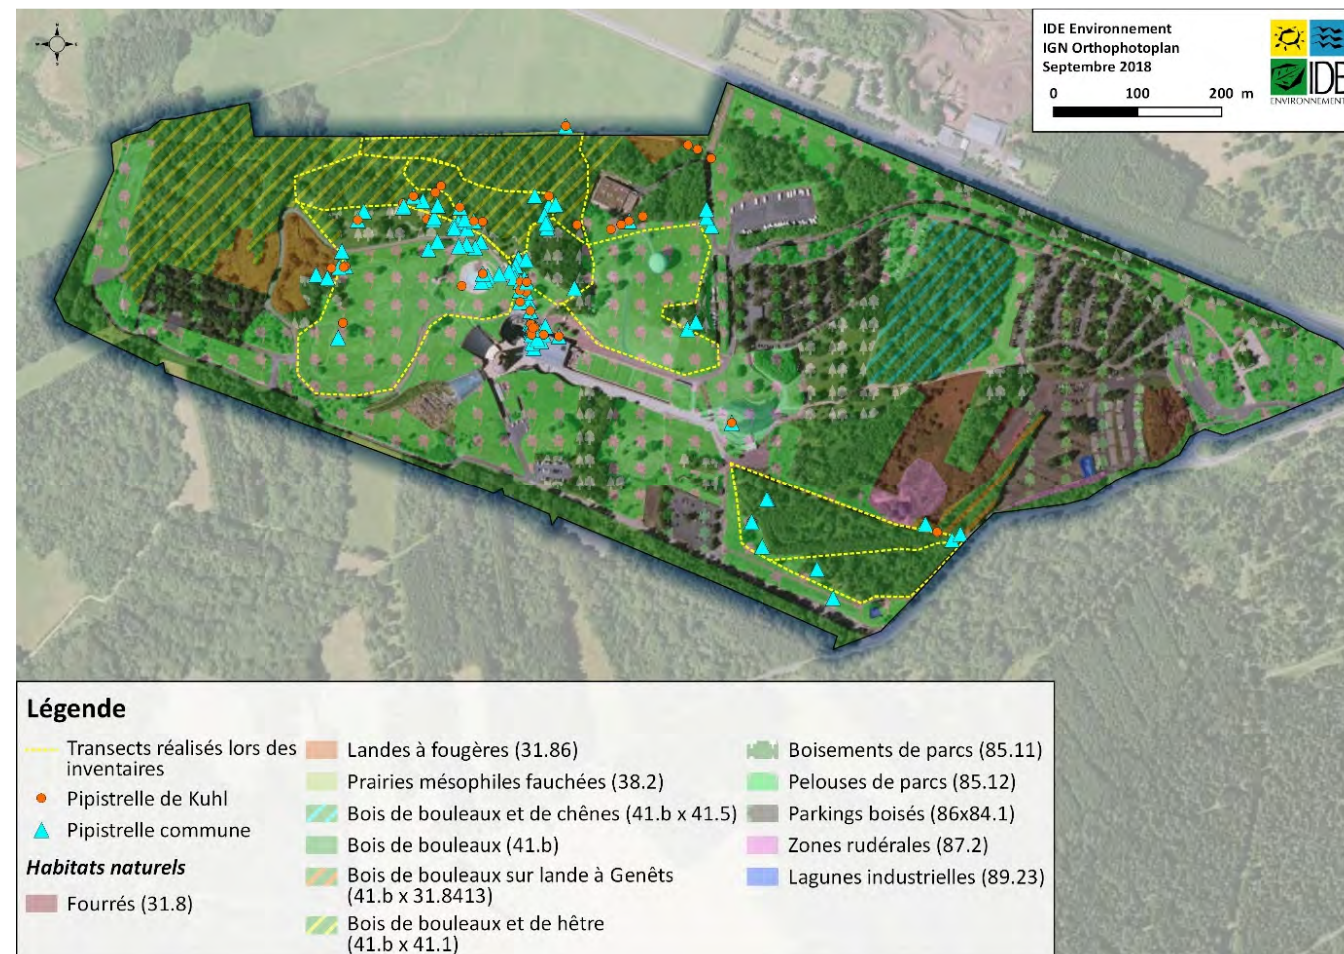 IDE Environnement
IGN Orthophotoplan
Septembre 2018
0 100 200 m
IDE
ENVIRONNEMENT
Légende
Transects réalisés lors des
inventaires
Pipistrelle de Kuhl
Pipistrelle commune
Habitats naturels
Fourrés (31.8)
Landes à fougères (31.86)
Prairies mésophiles fauchées (38.2)
Bois de bouleaux et de chênes (41.b x 41.5)
Bois de bouleaux (41.b)
Bois de bouleaux sur lande à Genêts
(41.b x 31.8413)
Bois de bouleaux et de hêtre
(41.b x 41.1)
Boisements de parcs (85.11)
Pelouses de parcs (85.12)
Parkings boisés (86x84.1)
Zones rudérales (87.2)
Lagunes industrielles (89.23)